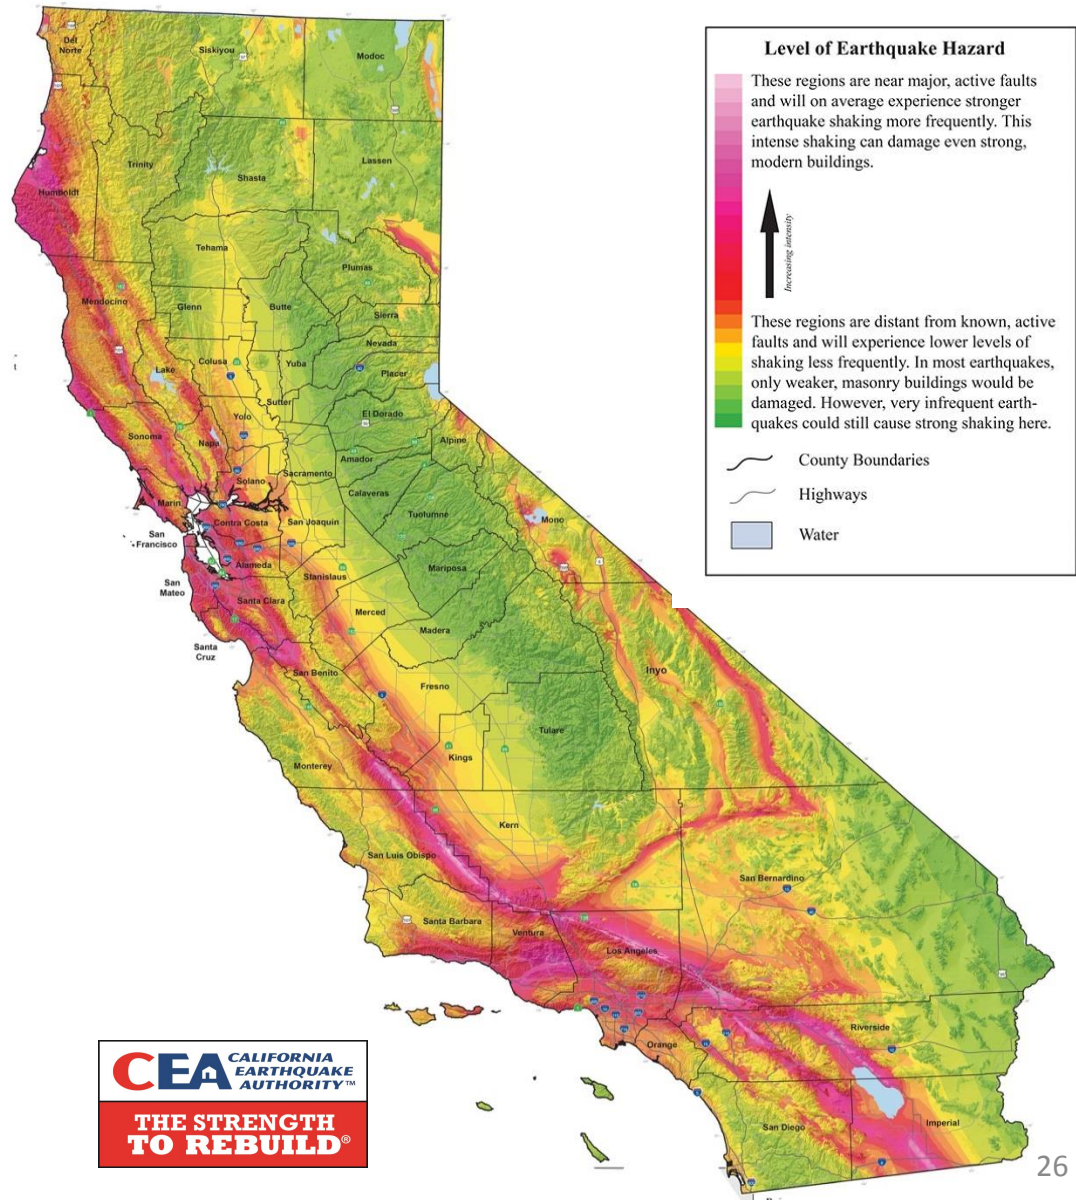 Level of Earthquake Hazard
These regions are near major, active faults
and will on average experience stronger
earthquake shaking more frequently. This
intense shaking can damage even strong,
modern buildings.
Increasing intensity
These regions are distant from known, active
faults and will experience lower levels of
shaking less frequently. In most earthquakes,
only weaker, masonry buildings would be
damaged. However, very infrequent earth-
quakes could still cause strong shaking here.
County Boundaries
Highways
Water
Del
Norte
Siskiyou
Modoc
Trinity
Shasta
Lassen
Humboldt
Tehama
Plumas
Mendocino
Glenn
Butte
Sierra
Nevada
Lake
Colusa
Yuba
Placer
Sutter
Yolo
El Dorado
Sonoma
Napa
Alpine
Sacramento
Amador
Solano
Calaveras
Marin
Contra Costa
San Joaquin
Tuolumne
Mono
San
Francisco
Alameda
Stanislaus
Mariposa
San
Mateo
Santa Clara
Merced
Madera
Santa
Cruz
San Benito
Inyo
Fresno
Tulare
Monterey
Kings
Kern
San Luis Obispo
San Bernardino
Santa Barbara
Ventura
Los Angeles
Orange
Riverside
San Diego
Imperial
CEA CALIFORNIA
EARTHQUAKE
AUTHORITY™
THE STRENGTH
TO REBUILD®
26